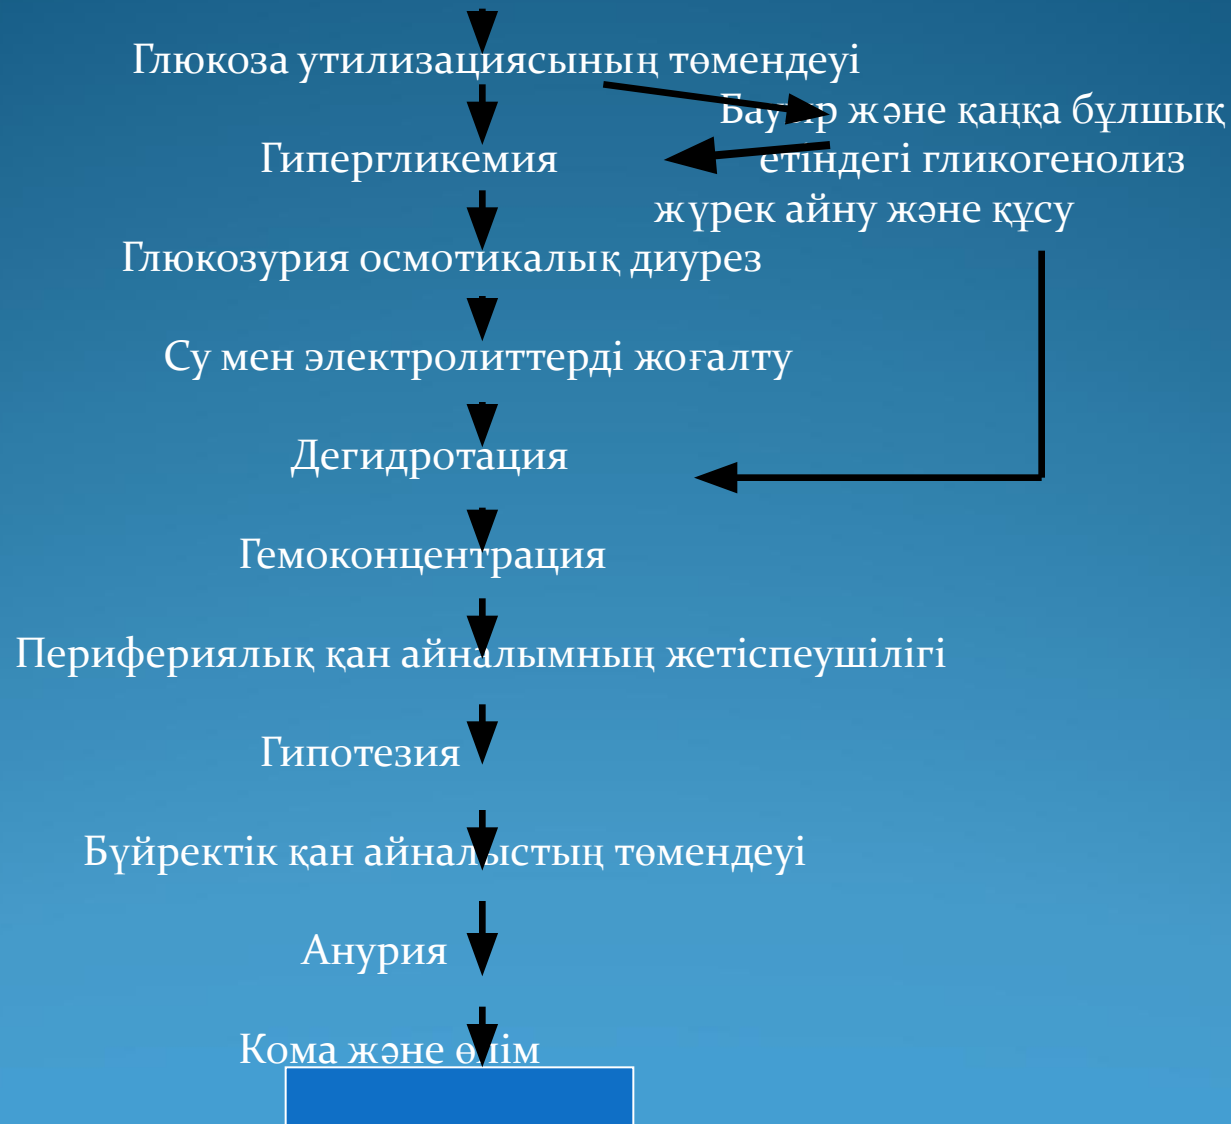 Глюкоза утилизациясының төмендеуі
Бауыр және қаңқа бұлшық
Гипергликемия етіндегі гликогенолиз
жүрек айну және құсу
Глюкозурия осмотикалық диурез
Су мен электролиттерді жоғалту
Дегидротация
Гемоконцентрация
Перифериялық қан айналымның жетіспеушілігі
Гипотезия
Бүйректік қан айналыстың төмендеуі
Анурия
Кома және өлім